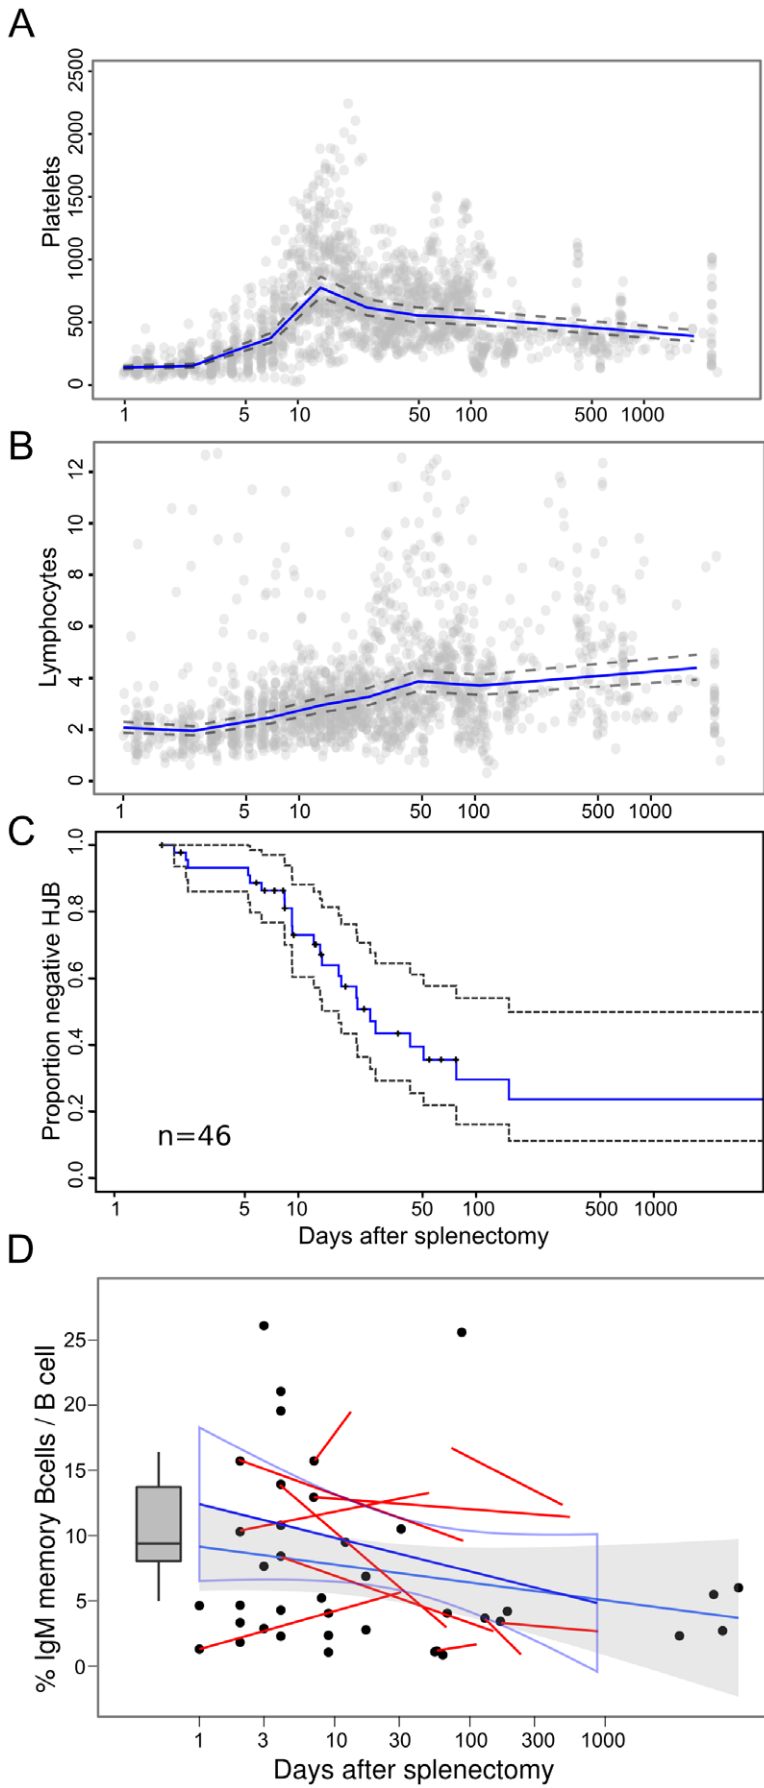 A
Platelets
2500
2000
1500
1000
500
0
1 5 10 50 100 500 1000
B
Lymphocytes
12
10
8
6
4
2
0
1 5 10 50 100 500 1000
C
Proportion negative HJB
1.0
0.8
0.6
0.4
0.2
0.0
n=46
1 5 10 50 100 500 1000
Days after splenectomy
D
% IgM memory Bcells / B cell
25
20
15
10
5
0
1 3 10 30 100 300 1000
Days after splenectomy